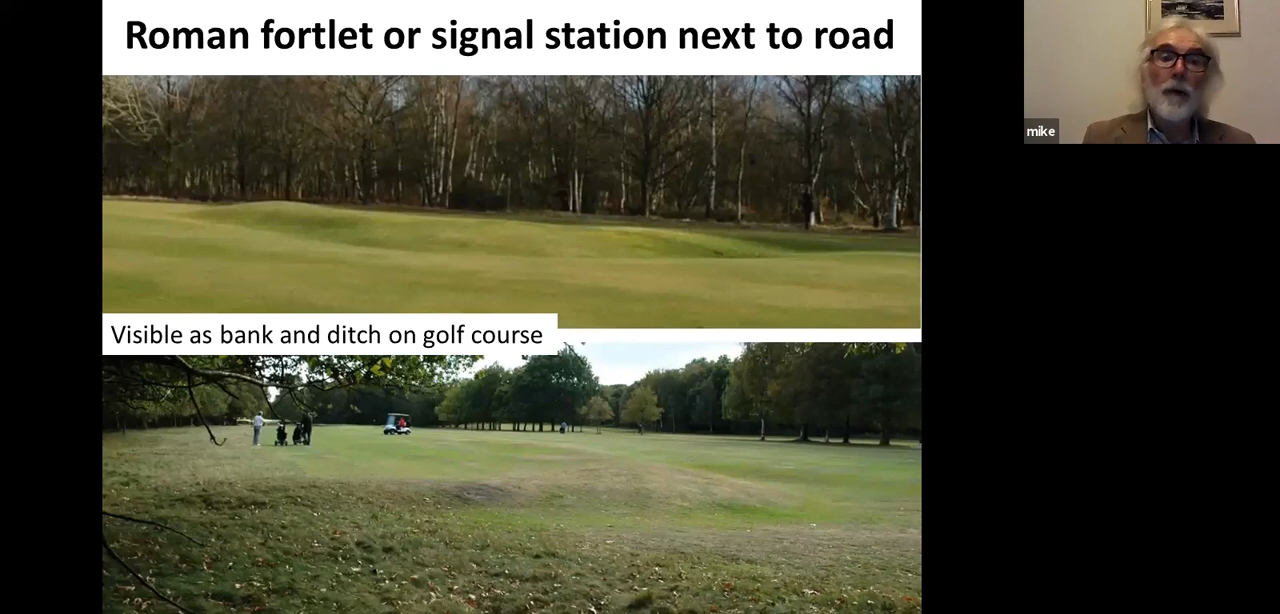 Roman fortlet or signal station next to road
mike
Visible as bank and ditch on golf course